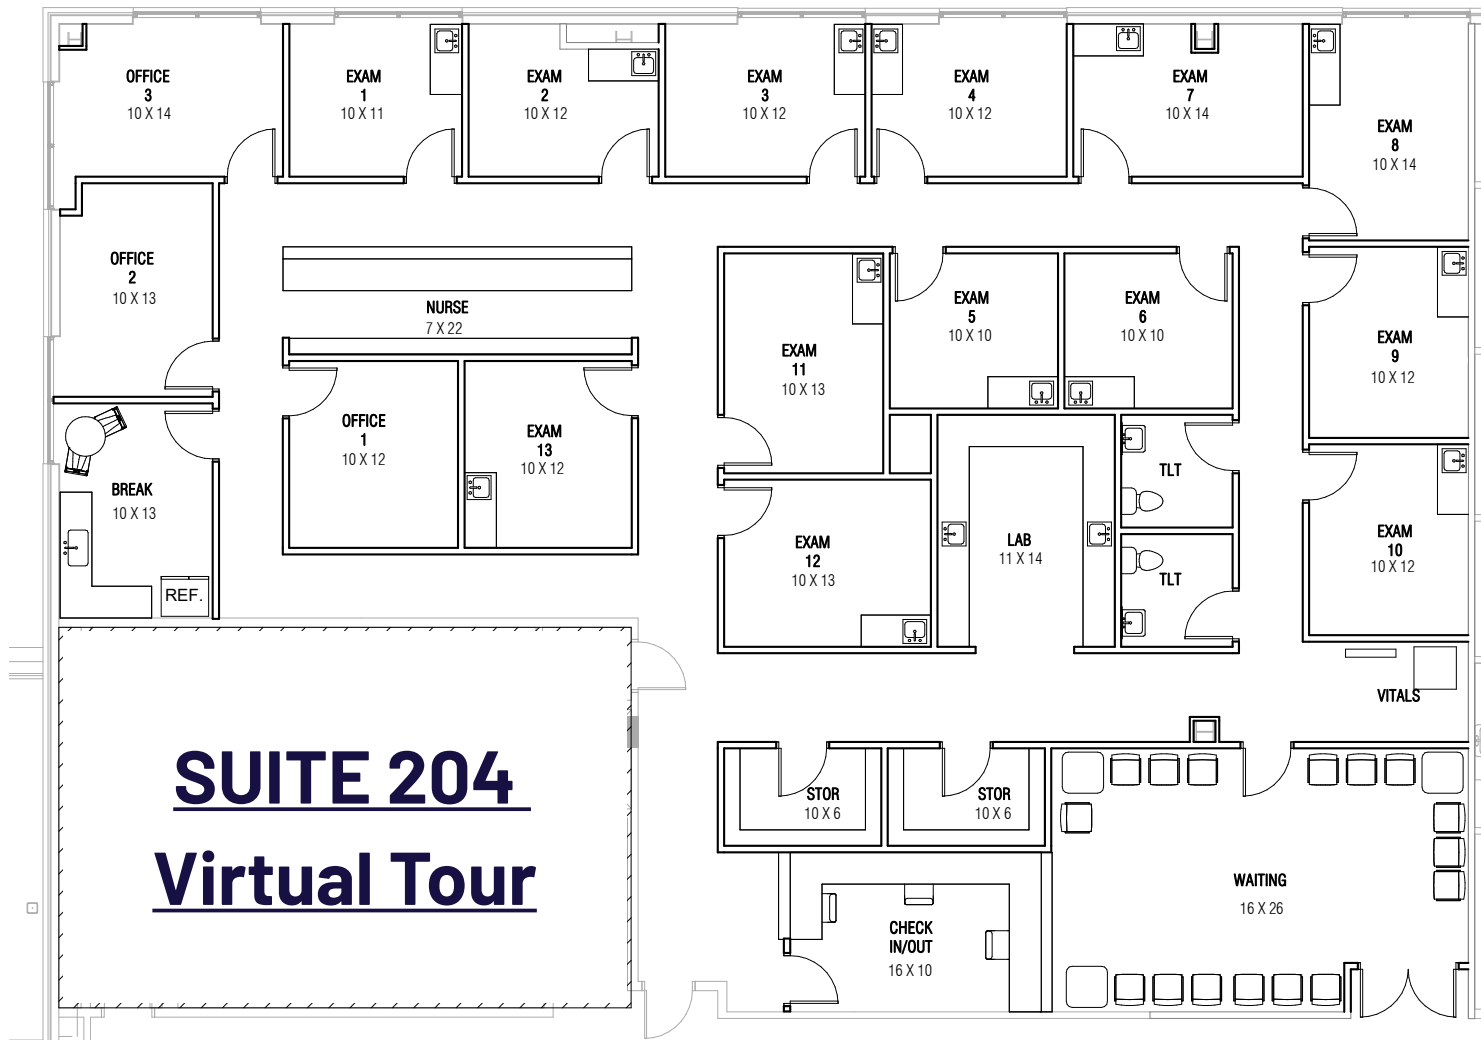 OFFICE
3
10 X 14
EXAM
1
10 X 11
EXAM
2
10 X 12
EXAM
3
10 X 12
EXAM
4
10 X 12
EXAM
7
10 X 14
EXAM
8
10 X 14
OFFICE
2
10 X 13
NURSE
7 X 22
EXAM
11
10 X 13
EXAM
5
10 X 10
EXAM
6
10 X 10
EXAM
9
10 X 12
OFFICE
1
10 X 12
EXAM
13
10 X 12
BREAK
10 X 13
REF.
EXAM
12
10 X 13
LAB
11 X 14
TLT
TLT
EXAM
10
10 X 12
VITALS
SUITE 204
Virtual Tour
STOR
10 X 6
STOR
10 X 6
CHECK
IN/OUT
16 X 10
WAITING
16 X 26